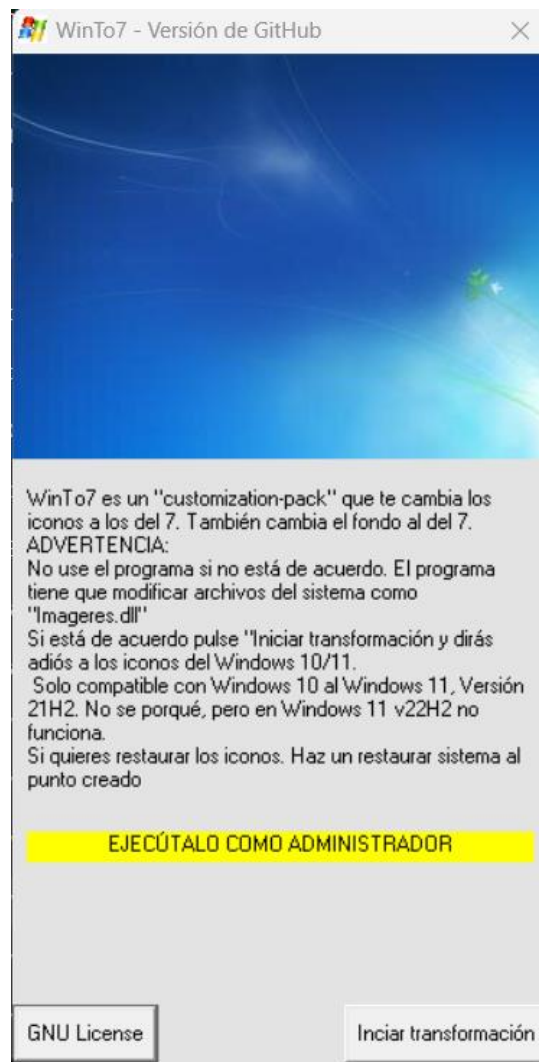 WinTo7 - Versión de GitHub
WinTo7 es un "customization-pack" que te cambia los
iconos a los del 7. También cambia el fondo al del 7.
ADVERTENCIA:
No use el programa si no está de acuerdo. El programa
tiene que modificar archivos del sistema como
"Imageres.dll"
Si está de acuerdo pulse "Iniciar transformación y dirás
adiós a los iconos del Windows 10/11.
Solo compatible con Windows 10 al Windows 11, Versión
21H2. No se porqué, pero en Windows 11 v22H2 no
funciona.
Si quieres restaurar los iconos. Haz un restaurar sistema al
punto creado
EJECÚTALO COMO ADMINISTRADOR
GNU License
Inciar transformación